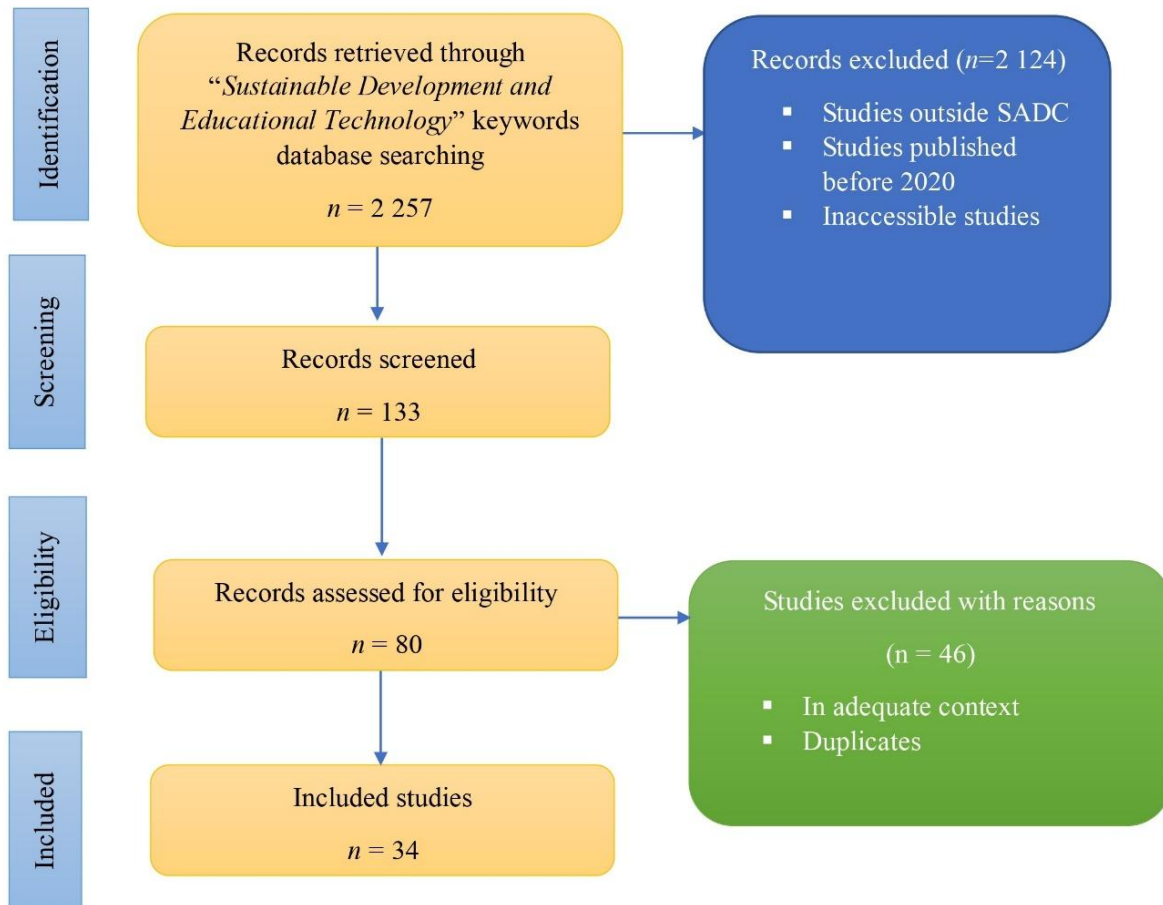 Identification
Records retrieved through
“Sustainable Development and
Educational Technology” keywords
database searching
n = 2 257
Records excluded (n=2 124)
▪ Studies outside SADC
▪ Studies published
before 2020
▪ Inaccessible studies
Screening
Records screened
n = 133
Eligibility
Records assessed for eligibility
n = 80
Studies excluded with reasons
(n = 46)
▪ In adequate context
▪ Duplicates
Included
Included studies
n = 34